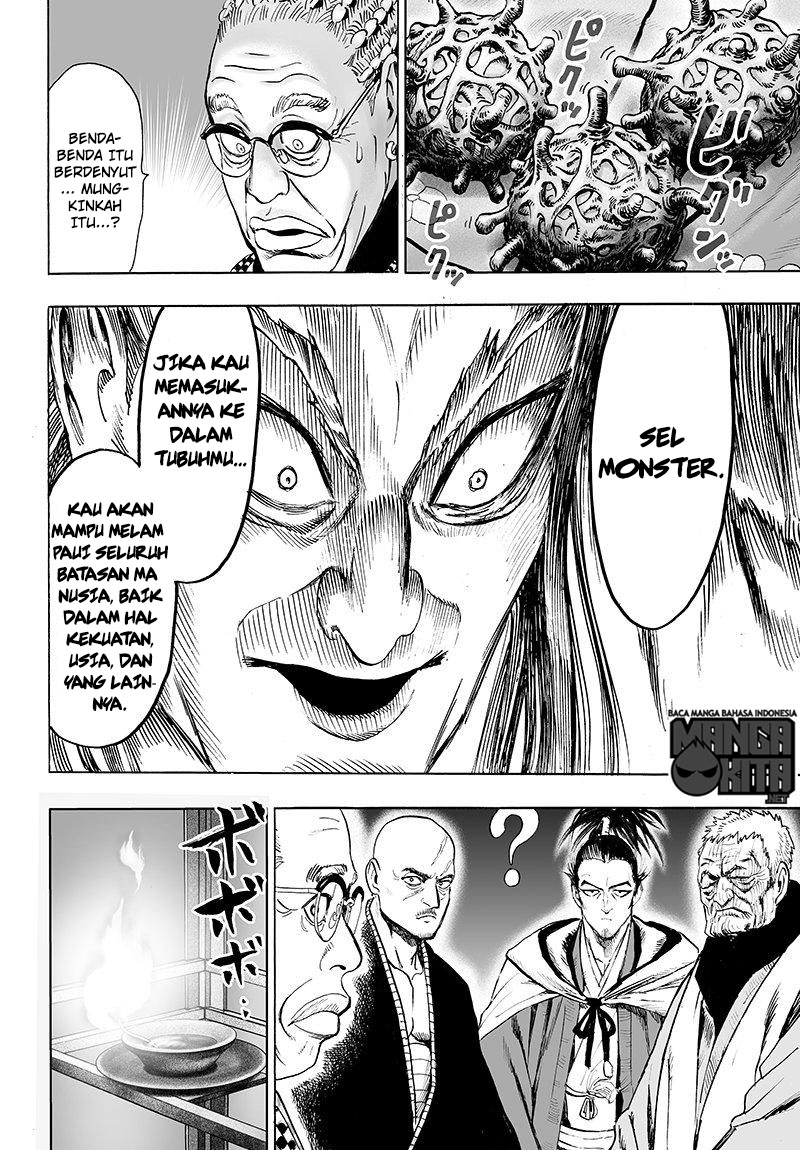 ピクッ
ビクンッ
ピクッ
BENDA-
BENDA ITU
BERDENYUT
... MUNG-
KINKAH
ITU...?
SEL
MONSTER.
JIKA KAU
MEMASUK-
ANNYA KE
DALAM
TUBUHMU...
KAU AKAN
MAMPU MELAM
PAUI SELURUH
BATASAN MA
NUSIA, BAIK
DALAM HAL
KEKUATAN,
USIA, DAN
YANG LAIN-
NYA.
BACA MANGA BAHASA INDONESIA
MANGA
KITA
.NET
?
ボボボ...